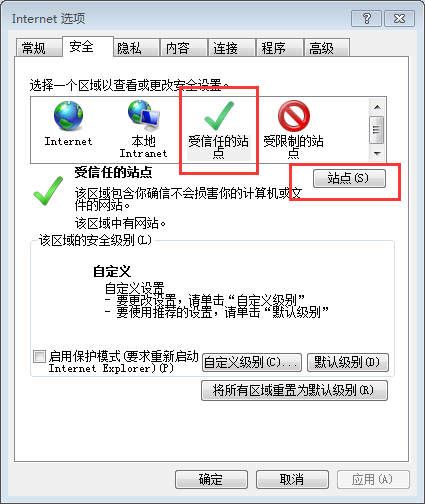 Internet 选项
常规 安全 隐私 内容 连接 程序 高级
选择一个区域以查看或更改安全设置。
Internet
本地
Intranet
受信任的站
点
受限制的站
点
受信任的站点
站点(S)
该区域包含你确信不会损害你的计算机或文
件的网站。
该区域中有网站。
该区域的安全级别(L)
自定义
自定义设置
- 要更改设置，请单击“自定义级别”
- 要使用推荐的设置，请单击“默认级别”
启用保护模式(要求重新启动
Internet Explorer)(P)
自定义级别(C)...
默认级别(D)
将所有区域重置为默认级别(R)
确定 取消 应用(A)